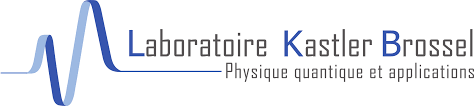 Laboratoire Kastler Brossel
Physique quantique et applications